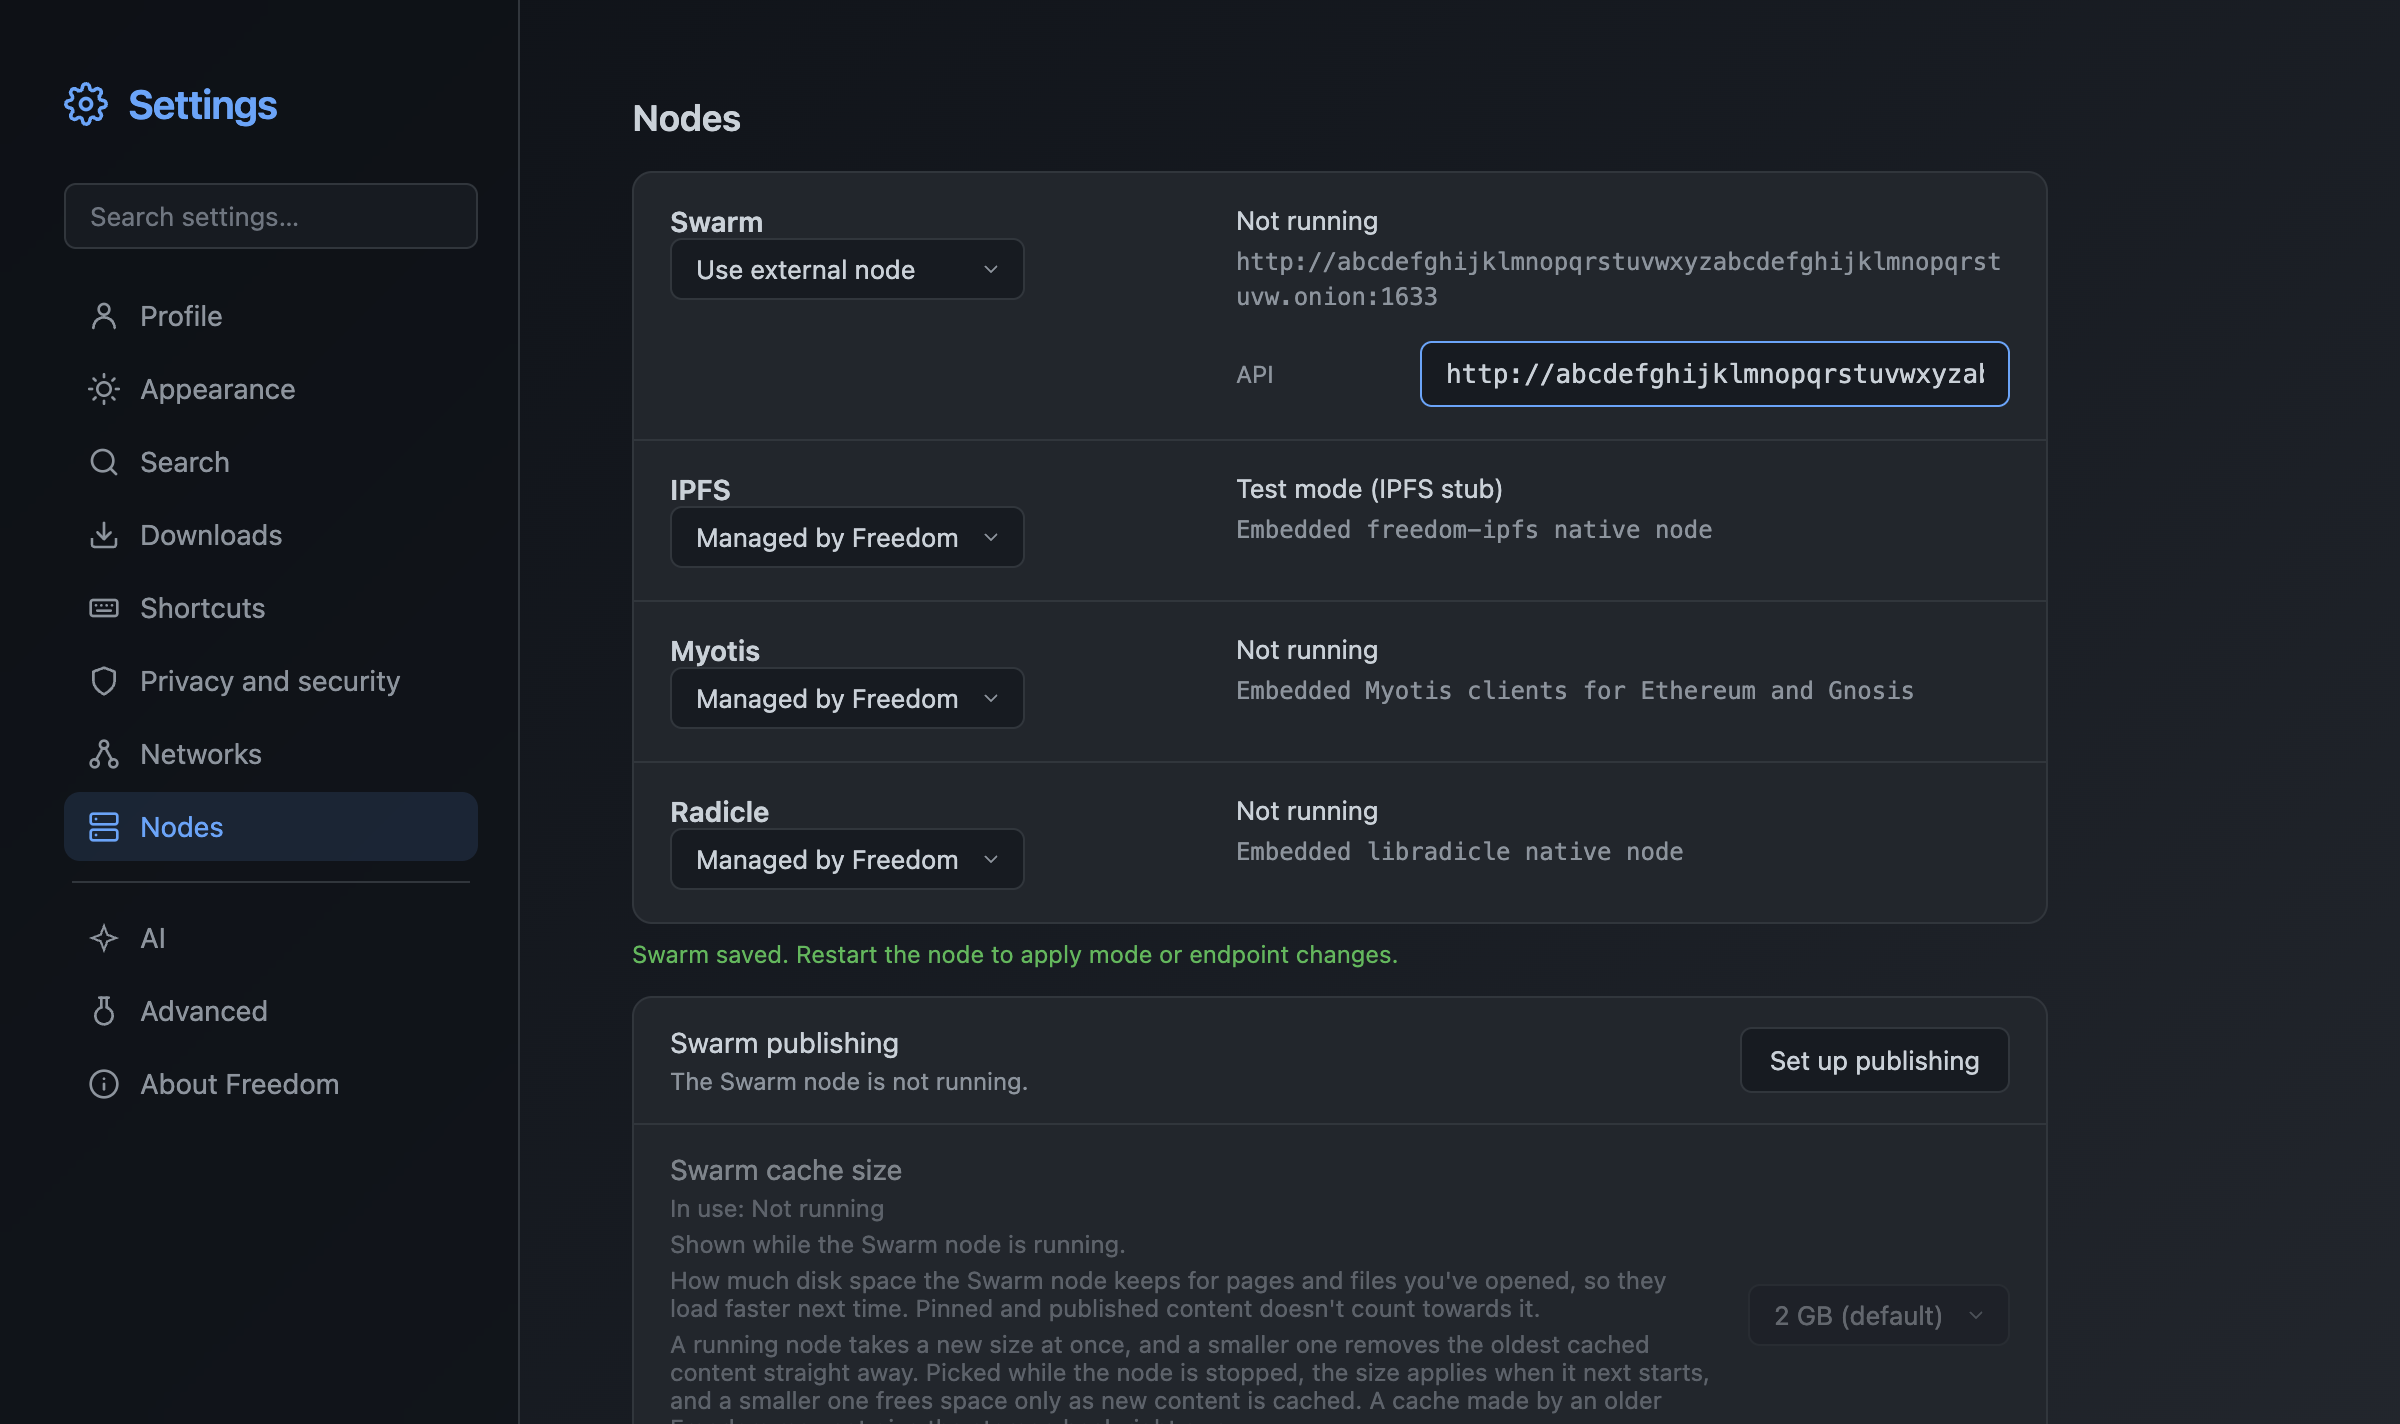 Settings
Search settings...
Profile
Appearance
Search
Downloads
Shortcuts
Privacy and security
Networks
Nodes
AI
Advanced
About Freedom
Nodes
Swarm
Use external node
Not running
http://abcdefghijklmnopqrstuvwxyzabcdefghijklmnopqrst
uvw.onion:1633
API
http://abcdefghijklmnopqrstuvwxyzab
IPFS
Managed by Freedom
Test mode (IPFS stub)
Embedded freedom-ipfs native node
Myotis
Managed by Freedom
Not running
Embedded Myotis clients for Ethereum and Gnosis
Radicle
Managed by Freedom
Not running
Embedded libradicle native node
Swarm saved. Restart the node to apply mode or endpoint changes.
Swarm publishing
The Swarm node is not running.
Set up publishing
Swarm cache size
In use: Not running
Shown while the Swarm node is running.
How much disk space the Swarm node keeps for pages and files you've opened, so they
load faster next time. Pinned and published content doesn't count towards it.
A running node takes a new size at once, and a smaller one removes the oldest cached
content straight away. Picked while the node is stopped, the size applies when it next starts,
and a smaller one frees space only as new content is cached. A cache made by an older
2 GB (default)